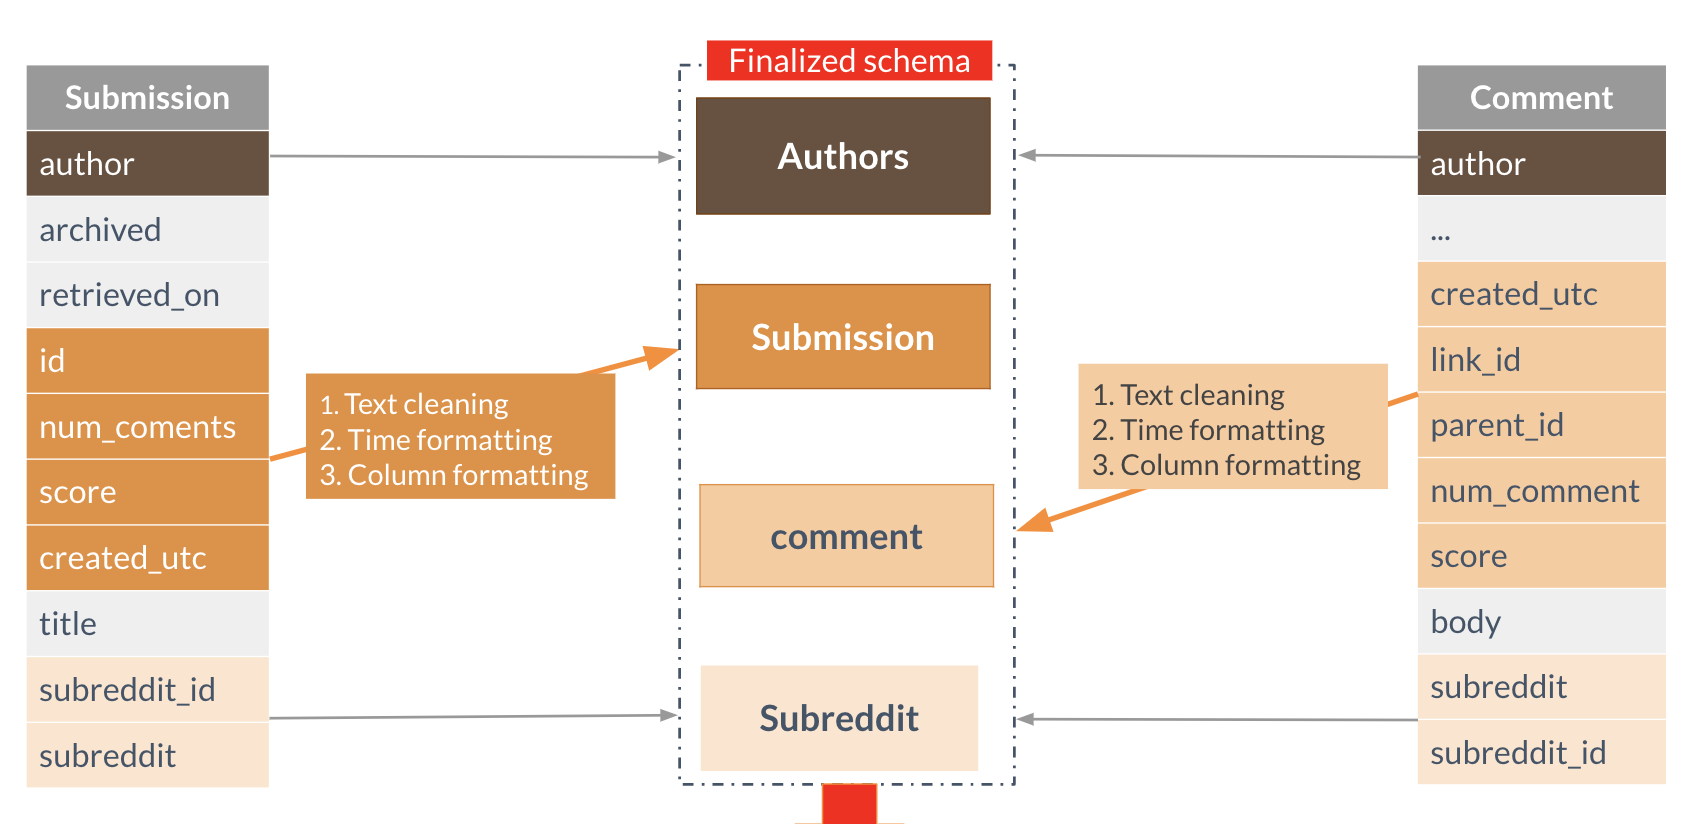 Submission
author
archived
retrieved_on
id
num_coments
score
created_utc
title
subreddit_id
subreddit
1. Text cleaning
2. Time formatting
3. Column formatting
Finalized schema
Authors
Submission
comment
Subreddit
1. Text cleaning
2. Time formatting
3. Column formatting
Comment
author
...
created_utc
link_id
parent_id
num_comment
score
body
subreddit
subreddit_id